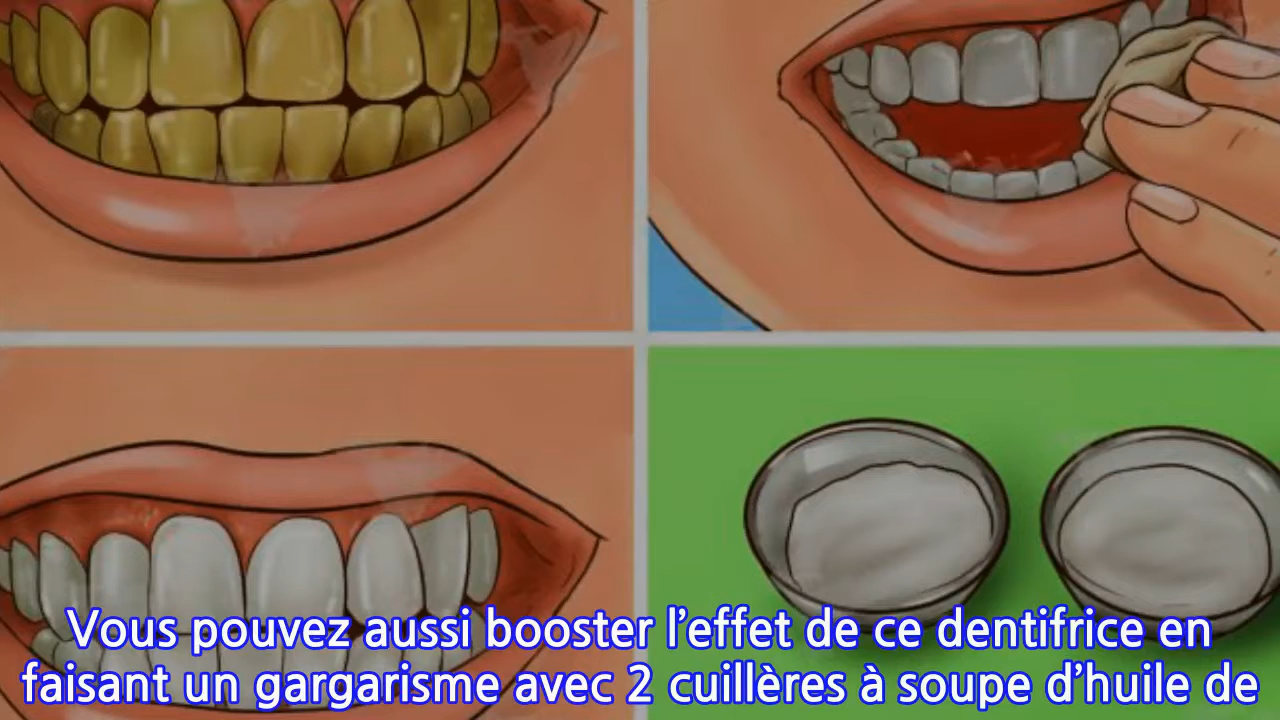 Vous pouvez aussi booster l’effet de ce dentifrice en
faisant un gargarisme avec 2 cuillères à soupe d’huile de